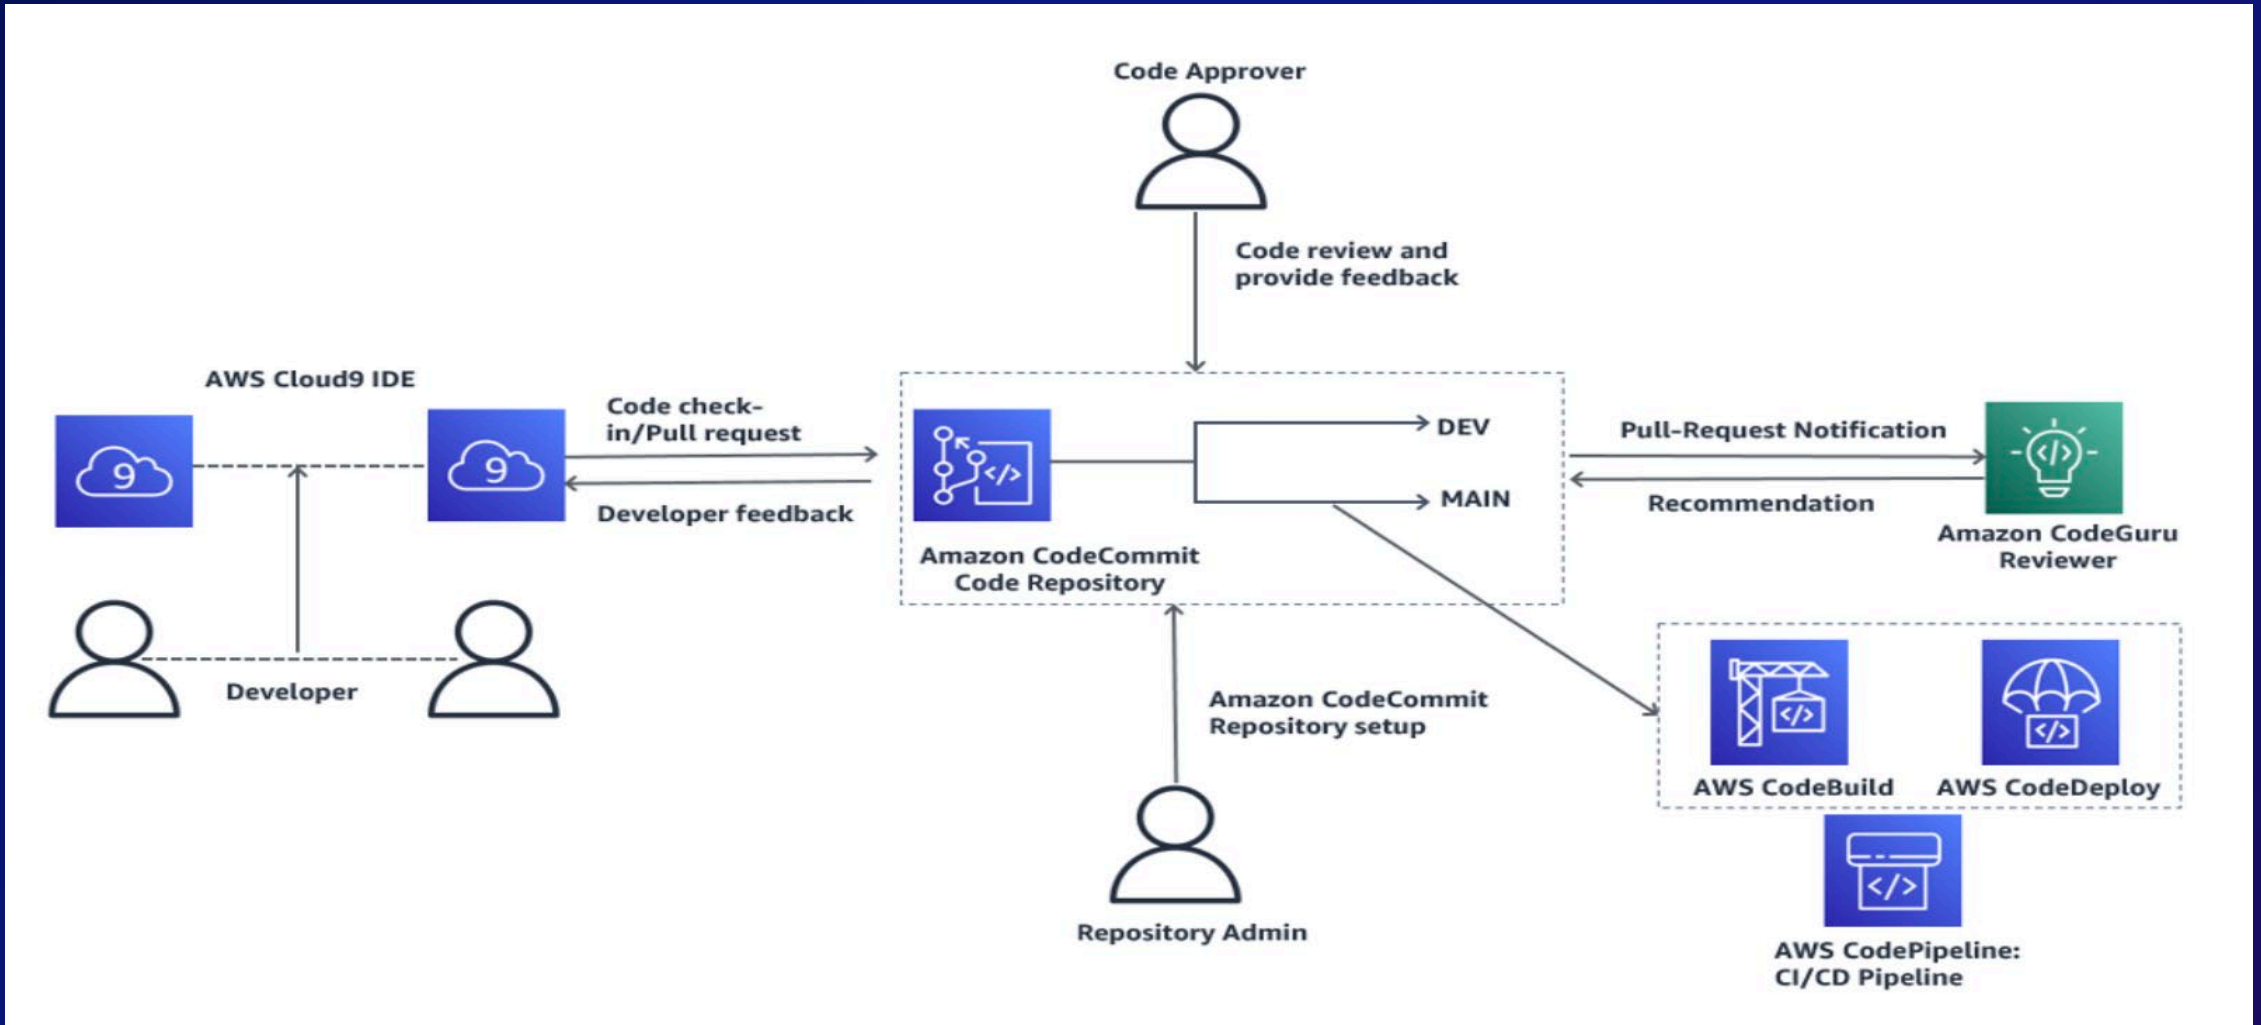 Code Approver
Code review and
provide feedback
AWS Cloud9 IDE
9
9
Code check-
in/Pull request
Developer feedback
Developer
</>
Amazon CodeCommit
Code Repository
DEV
MAIN
Pull-Request Notification
Recommendation
</>
Amazon CodeGuru
Reviewer
Amazon CodeCommit
Repository setup
Repository Admin
</>
AWS CodeBuild
</>
AWS CodeDeploy
</>
AWS CodePipeline:
CI/CD Pipeline